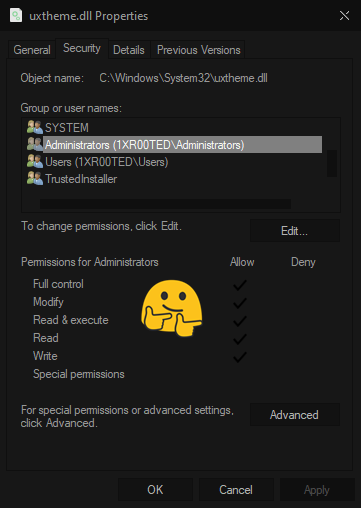 uxtheme.dll Properties
General Security Details Previous Versions
Object name: C:\Windows\System32\uxtheme.dll
Group or user names:
SYSTEM
Administrators (1XR00TED\Administrators)
Users (1XR00TED\Users)
TrustedInstaller
To change permissions, click Edit.
Edit...
Permissions for Administrators Allow Deny
Full control
Modify
Read & execute
Read
Write
Special permissions
For special permissions or advanced settings,
click Advanced.
Advanced
OK Cancel Apply